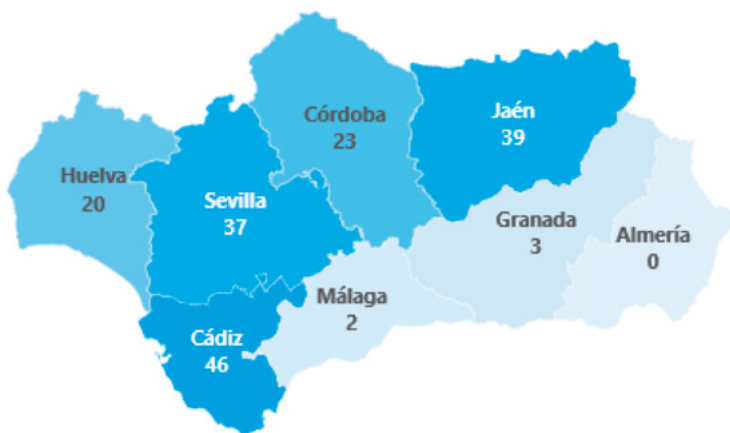 Córdoba
23
Jaén
39
Huelva
20
Sevilla
37
Granada
3
Almería
0
Málaga
2
Cádiz
46